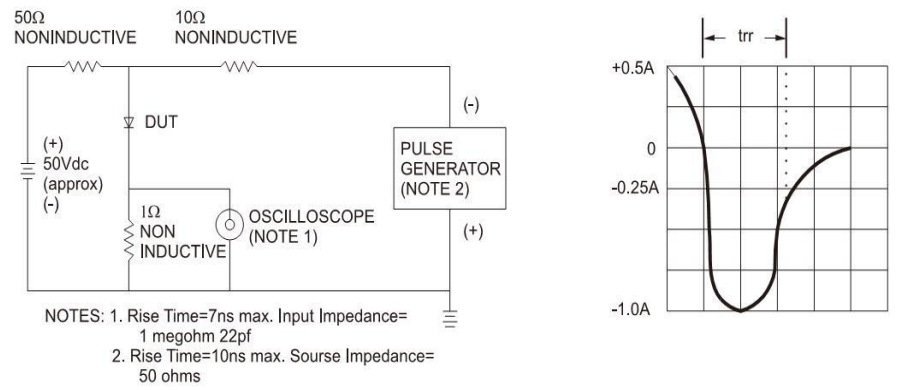 50Ω
NONINDUCTIVE
10Ω
NONINDUCTIVE
DUT
(+)
50Vdc
(approx)
(-)
1Ω
NON
INDUCTIVE
OSCILLOSCOPE
(NOTE 1)
(-)
PULSE
GENERATOR
(NOTE 2)
(+)
NOTES: 1. Rise Time=7ns max. Input Impedance=
1 megohm 22pf
2. Rise Time=10ns max. Sourse Impedance=
50 ohms
trr
+0.5A
0
-0.25A
-1.0A